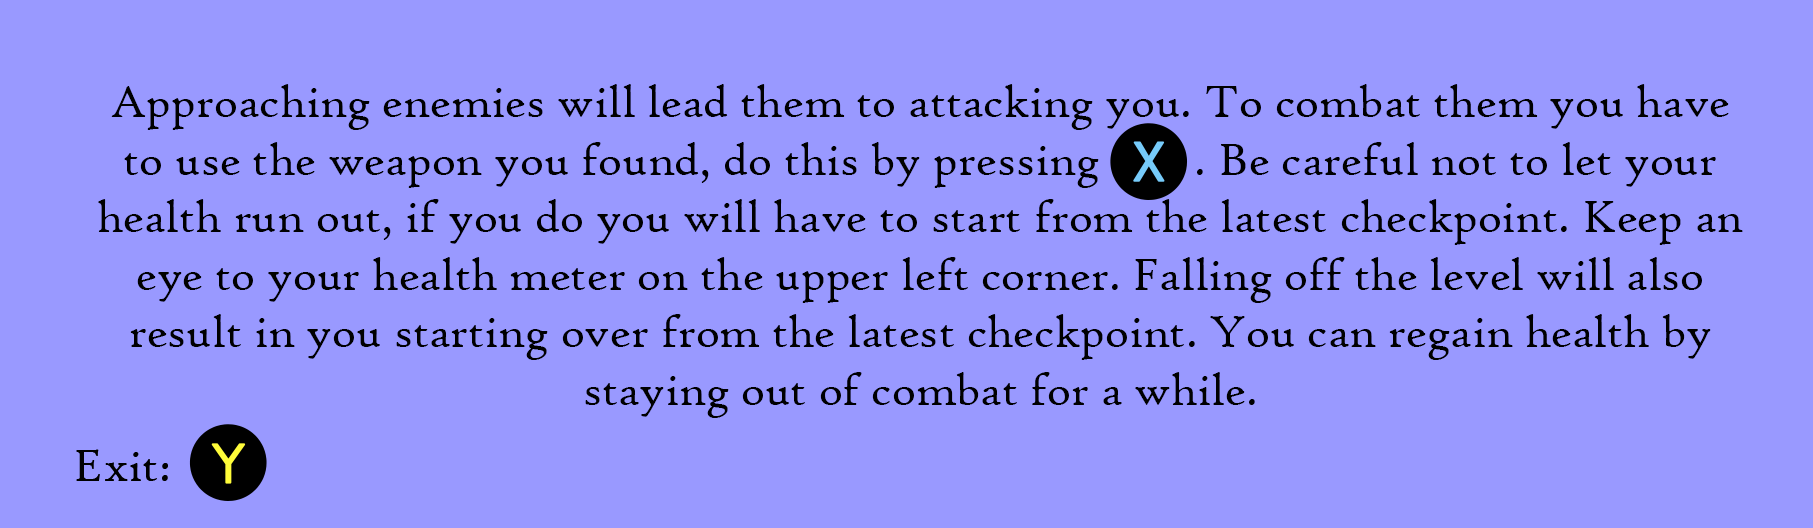 Approaching enemies will lead them to attacking you. To combat them you have
to use the weapon you found, do this by pressing X . Be careful not to let your
health run out, if you do you will have to start from the latest checkpoint. Keep an
eye to your health meter on the upper left corner. Falling off the level will also
result in you starting over from the latest checkpoint. You can regain health by
staying out of combat for a while.
Exit: Y